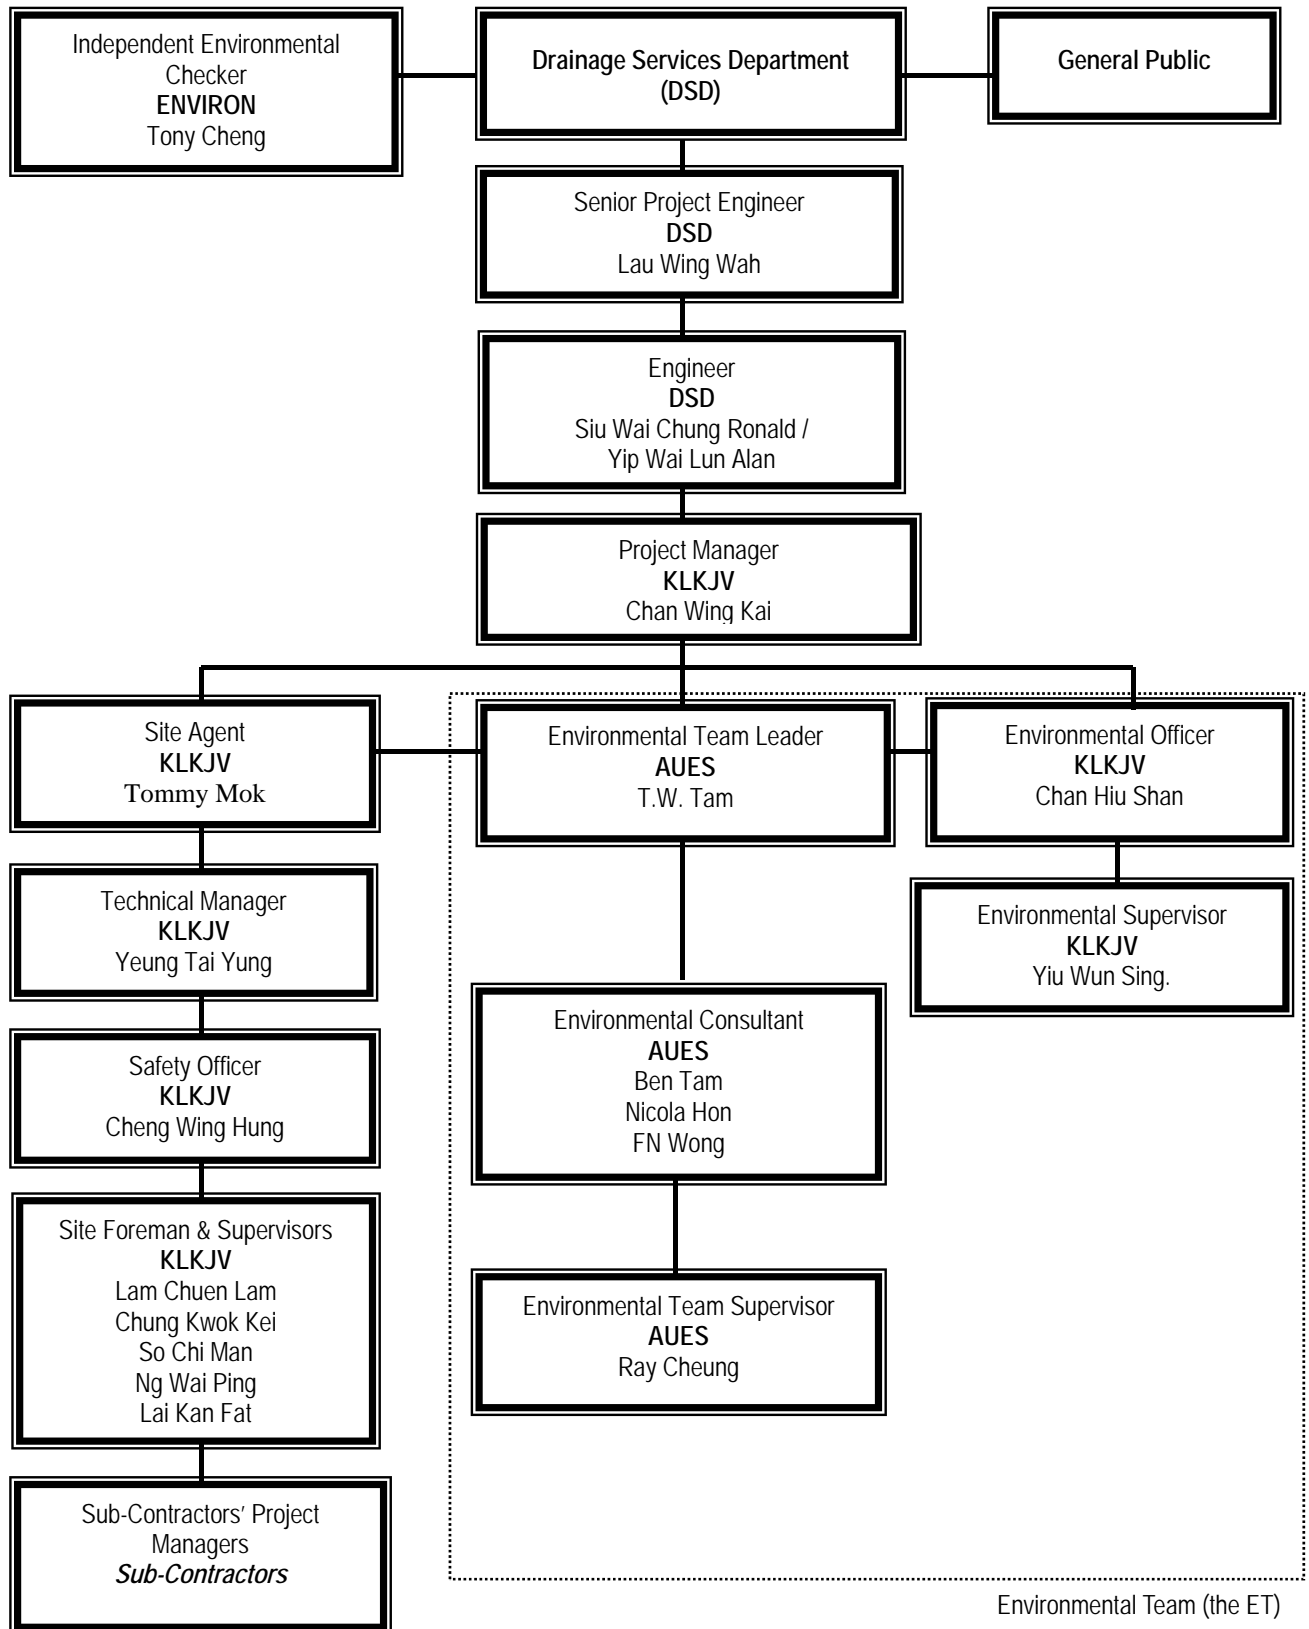 Independent Environmental
Checker
ENVIRON
Tony Cheng
Drainage Services Department
(DSD)
General Public
Senior Project Engineer
DSD
Lau Wing Wah
Engineer
DSD
Siu Wai Chung Ronald /
Yip Wai Lun Alan
Project Manager
KLKJV
Chan Wing Kai
Site Agent
KLKJV
Tommy Mok
Environmental Team Leader
AUES
T.W. Tam
Environmental Officer
KLKJV
Chan Hiu Shan
Technical Manager
KLKJV
Yeung Tai Yung
Environmental Supervisor
KLKJV
Yiu Wun Sing.
Environmental Consultant
AUES
Ben Tam
Nicola Hon
FN Wong
Safety Officer
KLKJV
Cheng Wing Hung
Site Foreman & Supervisors
KLKJV
Lam Chuen Lam
Chung Kwok Kei
So Chi Man
Ng Wai Ping
Lai Kan Fat
Environmental Team Supervisor
AUES
Ray Cheung
Sub-Contractors’ Project
Managers
Sub-Contractors
Environmental Team (the ET)